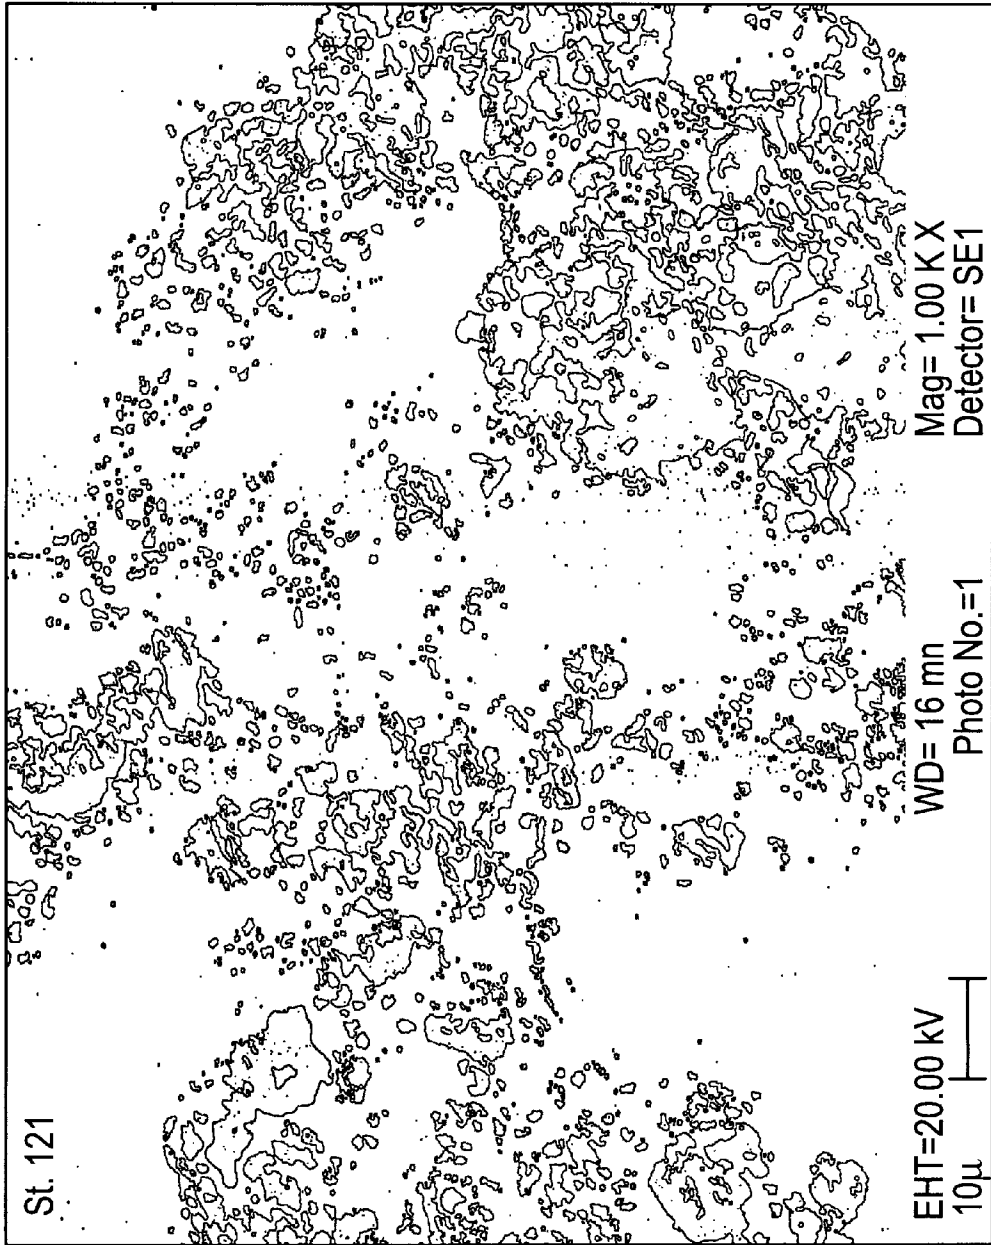 St. 121
EHT=20.00 kV WD= 16 mn Mag= 1.00 K X
10µ Photo No.=1 Detector= SE1